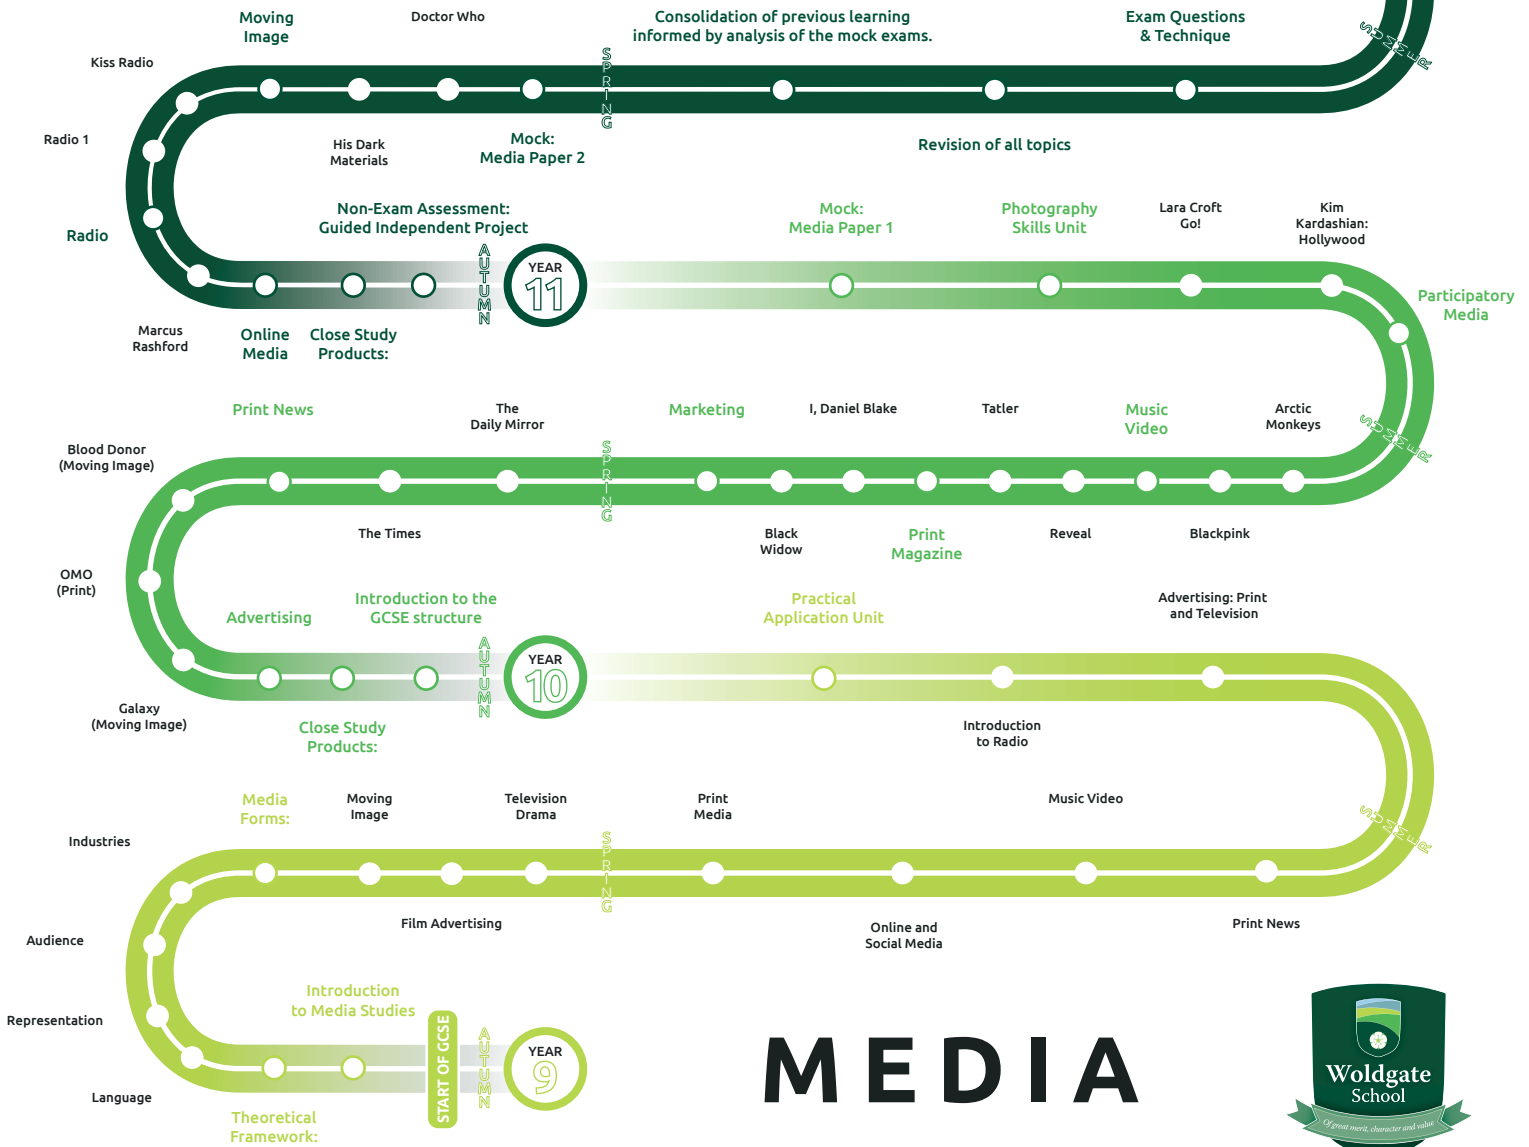 Moving
Image
Doctor Who
Consolidation of previous learning
informed by analysis of the mock exams.
Exam Questions
& Technique
SUMMER
Kiss Radio
SPRING
Radio 1
His Dark
Materials
Mock:
Media Paper 2
Revision of all topics
Radio
Non-Exam Assessment:
Guided Independent Project
Mock:
Media Paper 1
Photography
Skills Unit
Lara Croft
Go!
Kim
Kardashian:
Hollywood
AUTUMN
YEAR
11
Participatory
Media
Marcus
Rashford
Online
Media
Close Study
Products:
Print News
The
Daily Mirror
Marketing
I, Daniel Blake
Tatler
Music
Video
Arctic
Monkeys
SUMMER
Blood Donor
(Moving Image)
SPRING
The Times
Black
Widow
Print
Magazine
Reveal
Blackpink
OMO
(Print)
Advertising
Introduction to the
GCSE structure
Practical
Application Unit
Advertising: Print
and Television
AUTUMN
YEAR
10
Galaxy
(Moving Image)
Close Study
Products:
Introduction
to Radio
Media
Forms:
Moving
Image
Television
Drama
Print
Media
Music Video
SUMMER
Industries
SPRING
Film Advertising
Online and
Social Media
Print News
Audience
Introduction
to Media Studies
Representation
START OF GCSE
AUTUMN
YEAR
9
Language
Theoretical
Framework:
MEDIA
Woldgate
School
Of great merit, character and value